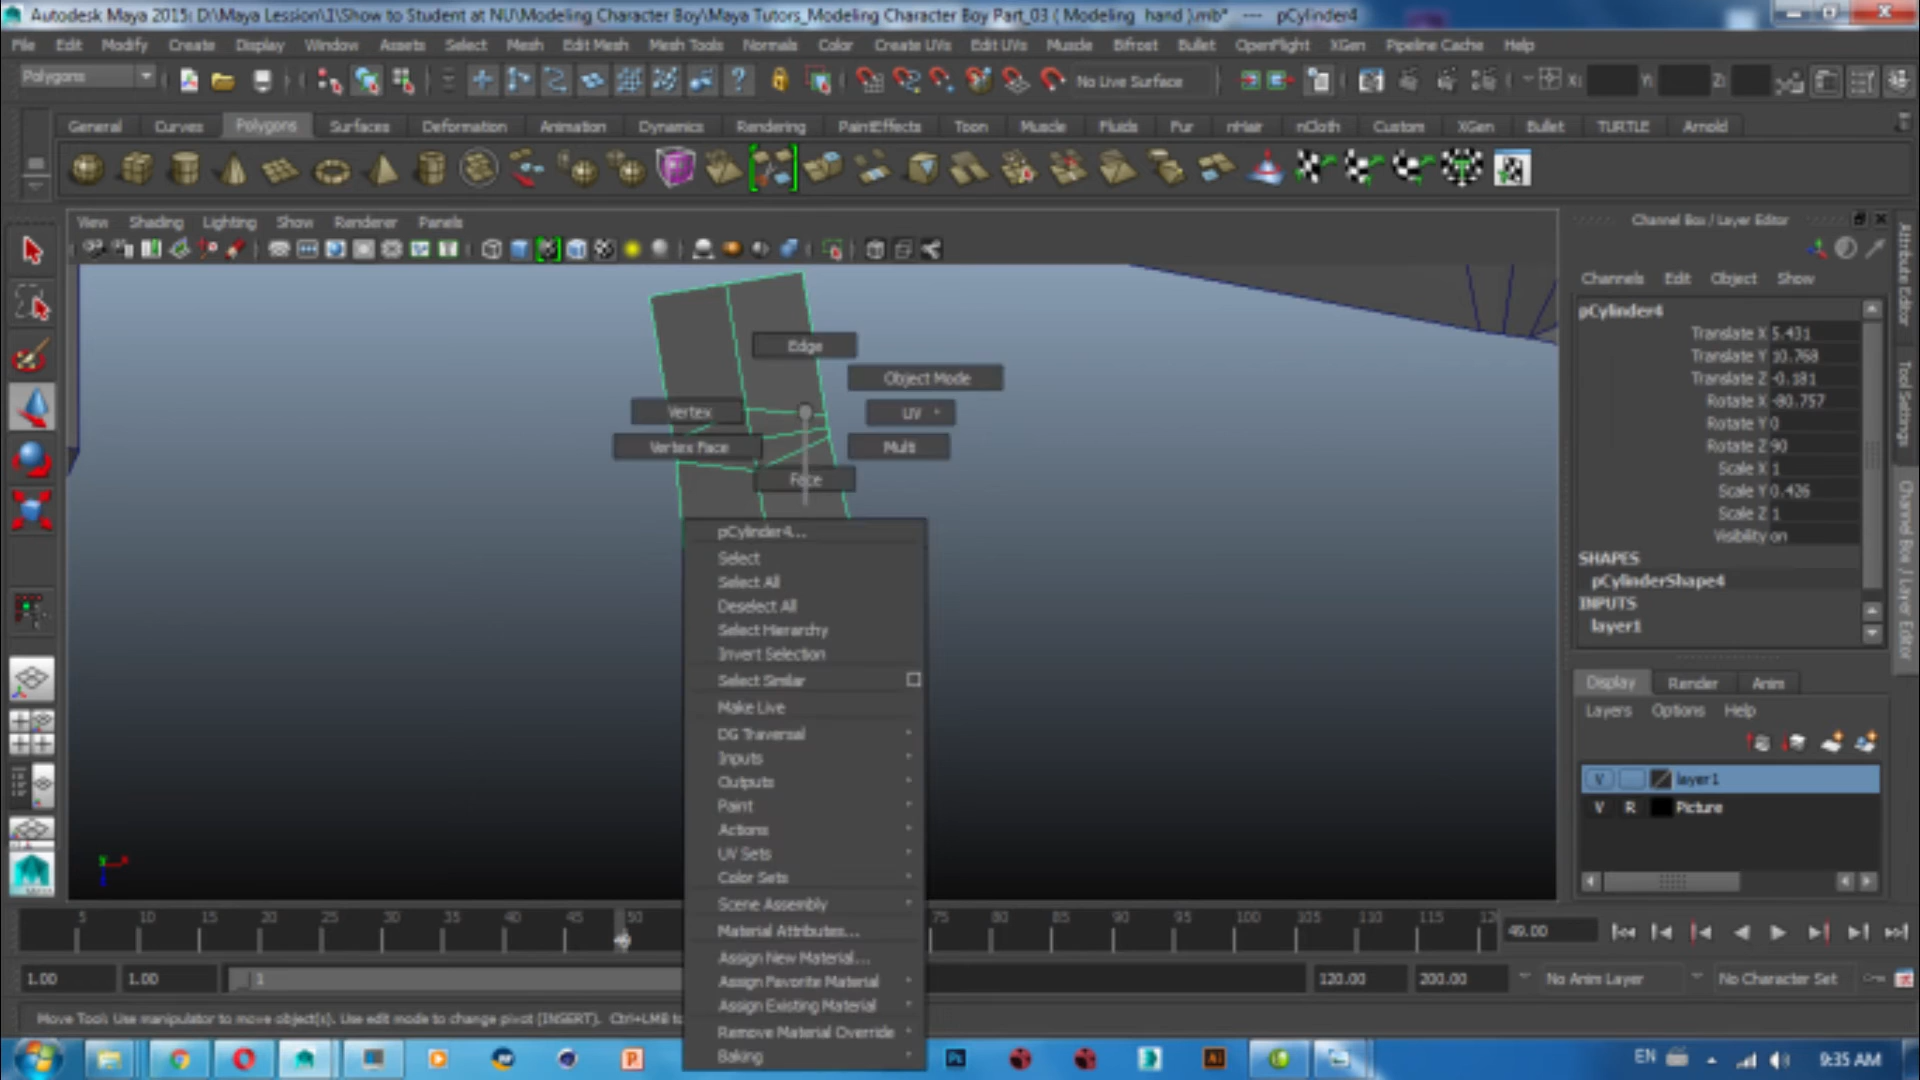 Autodesk Maya 2015: D:\Maya Lession\1\Show to Student at NU\Modeling Character Boy\Maya Tutors_Modeling Character Boy Part_03 ( Modeling hand ).mb* --- pCylinder4
File Edit Modify Create Display Window Assets Select Mesh Edit Mesh Mesh Tools Normals Color Create UVs Edit UVs Muscle Bifrost Bullet OpenFlight XGen Pipeline Cache Help
Polygons No Live Surface X: Y: Z:
General Curves Polygons Surfaces Deformation Animation Dynamics Rendering PaintEffects Toon Muscle Fluids Fur nHair nCloth Custom XGen Bullet TURTLE Arnold
View Shading Lighting Show Renderer Panels
Channel Box / Layer Editor
Channels Edit Object Show
pCylinder4
Translate X 5.431
Translate Y 10.768
Translate Z -0.181
Rotate X -80.757
Rotate Y 0
Rotate Z 90
Scale X 1
Scale Y 0.426
Scale Z 1
Visibility on
SHAPES
pCylinderShape4
INPUTS
layer1
Attribute Editor
Tool Settings
Channel Box / Layer Editor
Edge
Object Mode
Vertex
UV
Vertex Face
Multi
Face
pCylinder4...
Select
Select All
Deselect All
Select Hierarchy
Invert Selection
Select Similar
Make Live
DG Traversal
Inputs
Outputs
Paint
Actions
UV Sets
Color Sets
Scene Assembly
Material Attributes...
Assign New Material...
Assign Favorite Material
Assign Existing Material
Remove Material Override
Baking
Display Render Anim
Layers Options Help
V layer1
V R Picture
y x
5 10 15 20 25 30 35 40 45 50 75 80 85 90 95 100 105 110 115 12
49.00
1.00 1.00 1 120.00 200.00 No Anim Layer No Character Set
Move Tool: Use manipulator to move object(s). Use edit mode to change pivot (INSERT). Ctrl+LMB to
EN 9:35 AM